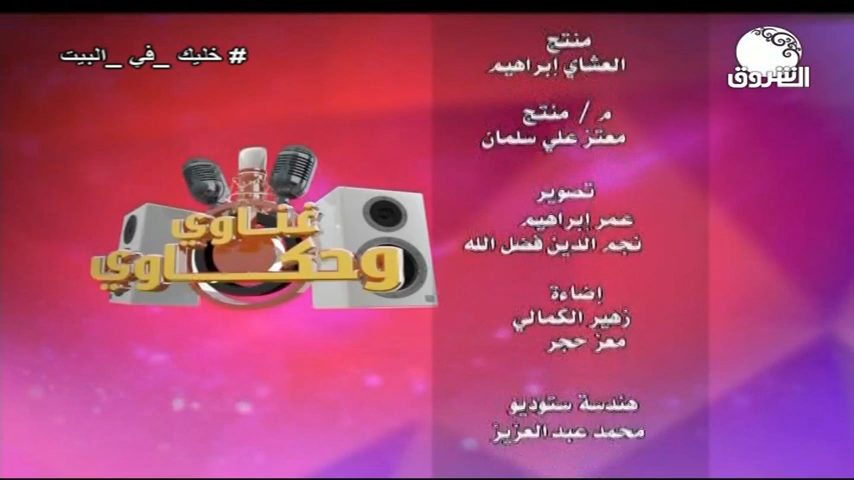 # خليك _في _البيت
الشروق
غناوي
وحكـاوي
منتج
العشاي إبراهيم
م / منتج
معتز علي سلمان
تصوير
عمر إبراهيم
نجم الدين فضل الله
إضاءة
زهير الكمالي
معز حجر
هندسة ستوديو
محمد عبد العزيز